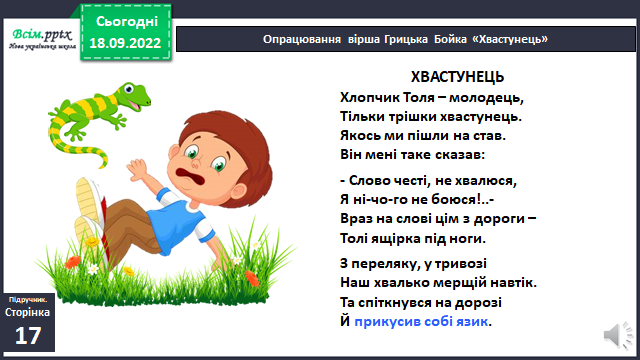 Всім.pptx
Нова українська школа
Сьогодні
18.09.2022
Опрацювання вірша Грицька Бойка «Хвастунець»
ХВАСТУНЕЦЬ
Хлопчик Толя – молодець,
Тільки трішки хвастунець.
Якось ми пішли на став.
Він мені таке сказав:
- Слово честі, не хвалюся,
Я ні-чо-го не боюся!..-
Враз на слові цім з дороги –
Толі ящірка під ноги.
З переляку, у тривозі
Наш хвалько мерщій навтік.
Та спіткнувся на дорозі
Й прикусив собі язик.
Підручник.
Сторінка
17